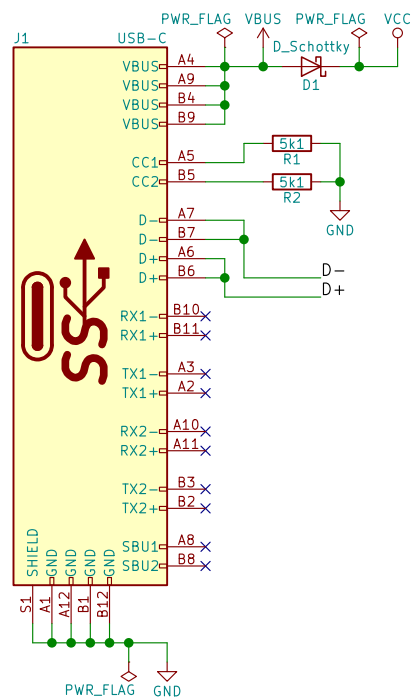 PWR_FLAG VBUS PWR_FLAG VCC
J1 USB-C D_Schottky
VBUS A4
D1
VBUS A9
VBUS B4
VBUS B9
CC1 A5 5k1
R1
CC2 B5 5k1
R2
D- A7
GND
D- B7
D+ A6
D-
D+ B6
D+
RX1- B10
RX1+ B11
SS
TX1- A3
TX1+ A2
RX2- A10
RX2+ A11
TX2- B3
TX2+ B2
SBU1 A8
SBU2 B8
SHIELD GND GND GND GND
S1 A1 A12 B1 B12
PWR_FLAG GND